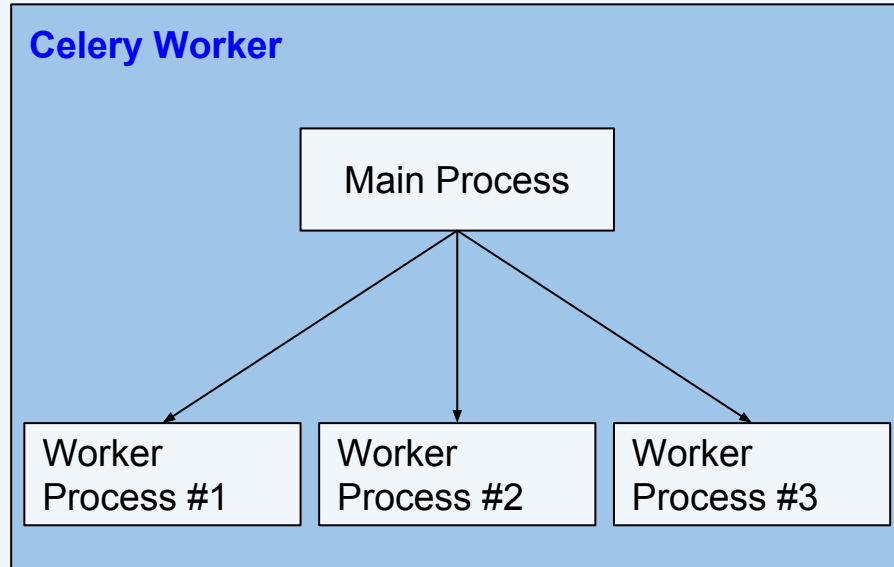 Celery Worker
Main Process
Worker
Process #1
Worker
Process #2
Worker
Process #3